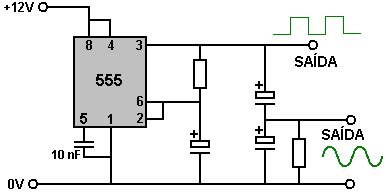 +12V
8 4 3
SAÍDA
555
+
6
5 1 2
+ +
SAÍDA
10 nF
0V